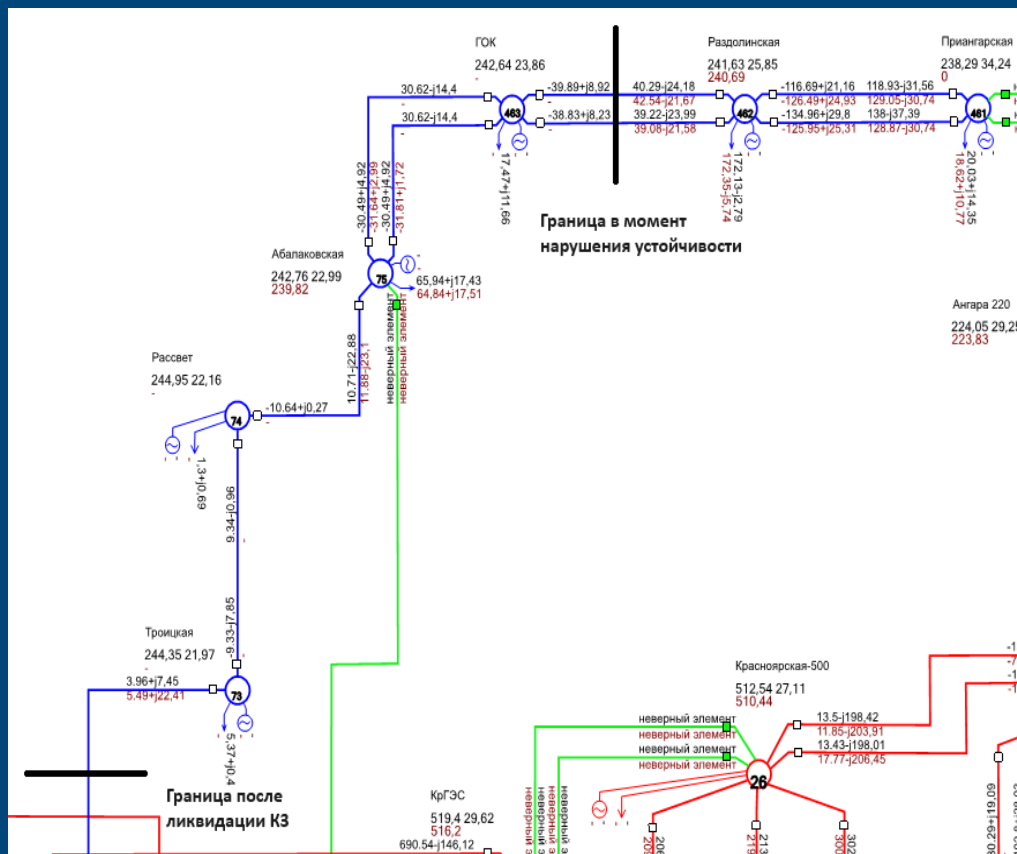 ГОК
242,64 23,86
-
Раздолинская
241,63 25,85
240,69
Приангарская
238,29 34,24
0
30.62-j14,4
-
30.62-j14,4
-
463
-39.89+j8,92
-
-38.83+j8,23
-
40.29-j24,18
42.54-j21,67
39.22-j23,99
39.08-j21,58
462
-116.69+j21,16
-126.49+j24,93
-134.96+j29,8
-125.95+j25,31
118.93-j31,56
129.05-j30,74
138-j37,39
128.87-j30,74
461
17,47+j11,66
172,13-j2,79
172,35-j5,74
20,03+j14,35
18,62+j10,77
-30.49+j4,92
-31.64+j2,99
-30.49+j4,92
-31.81+j1,72
Граница в момент
нарушения устойчивости
Абалаковская
242,76 22,99
239,82
75
65,94+j17,43
64,84+j17,51
неверный элемент
неверный элемент
10.71-j22,88
11.88-j23,1
Ангара 220
224,05 29,25
223,83
Рассвет
244,95 22,16
-
74
-10.64+j0,27
-
1,3+j0,69
9.34-j0,96
-
-9.33-j7,85
Троицкая
244,35 21,97
-
3.96+j7,45
5.49+j22,41
73
5,37+j0,4
Граница после
ликвидации КЗ
КрГЭС
519,4 29,62
516,2
690.54-j146,12
Красноярская-500
512,54 27,11
510,44
неверный элемент
неверный элемент
неверный элемент
неверный элемент
26
13.5-j198,42
11.85-j203,91
13.43-j198,01
17.77-j206,45
неверный э
неверный э
неверный э
неверный э
206
213
219
302
300